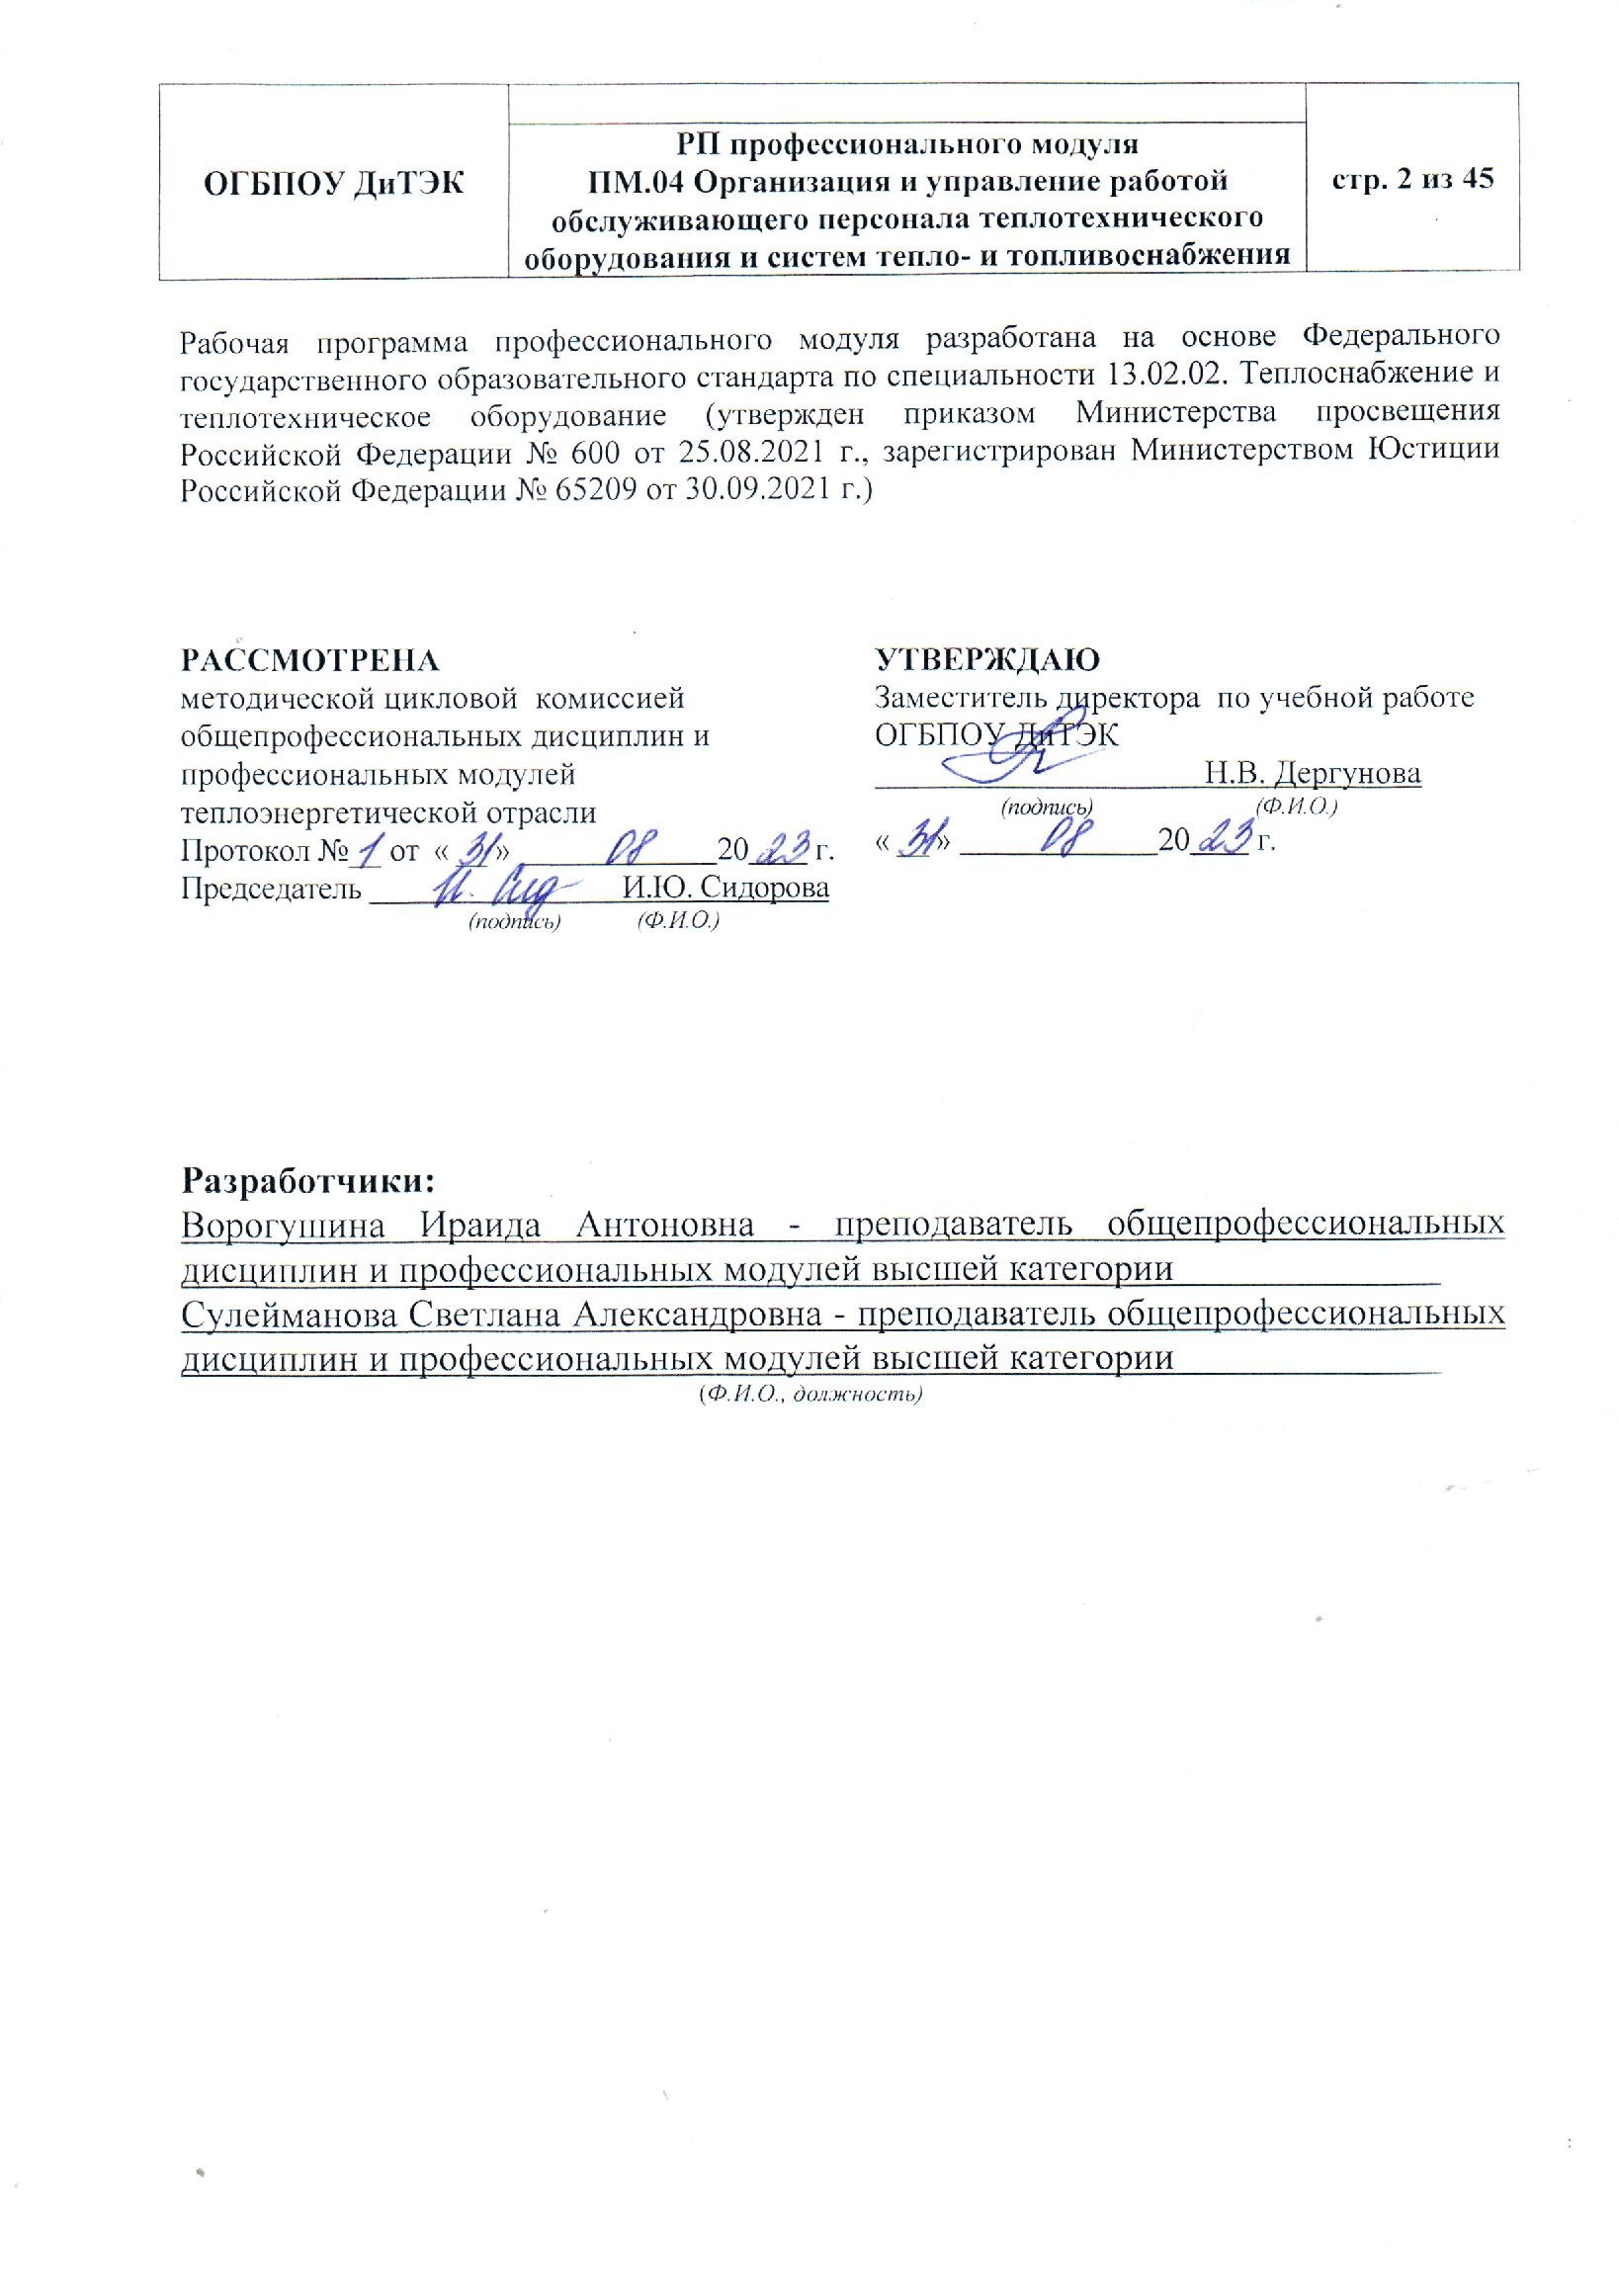 ОГБПОУ ДиТЭК
РП профессионального модуля
ПМ.04 Организация и управление работой
обслуживающего персонала теплотехнического
оборудования и систем тепло- и топливоснабжения
стр. 2 из 45
Рабочая программа профессионального модуля разработана на основе Федерального
государственного образовательного стандарта по специальности 13.02.02. Теплоснабжение и
теплотехническое оборудование (утвержден приказом Министерства просвещения
Российской Федерации № 600 от 25.08.2021 г., зарегистрирован Министерством Юстиции
Российской Федерации № 65209 от 30.09.2021 г.)
РАССМОТРЕНА
методической цикловой комиссией
общепрофессиональных дисциплин и
профессиональных модулей
теплоэнергетической отрасли
Протокол № 1 от « 31 » 08 20 23 г.
Председатель И. Сид И.Ю. Сидорова
(подпись) (Ф.И.О.)
УТВЕРЖДАЮ
Заместитель директора по учебной работе
ОГБПОУ ДиТЭК
Н.В. Дергунова
(подпись) (Ф.И.О.)
« 31 » 08 20 23 г.
Разработчики:
Ворогушина Ираида Антоновна - преподаватель общепрофессиональных
дисциплин и профессиональных модулей высшей категории
Сулейманова Светлана Александровна - преподаватель общепрофессиональных
дисциплин и профессиональных модулей высшей категории
(Ф.И.О., должность)